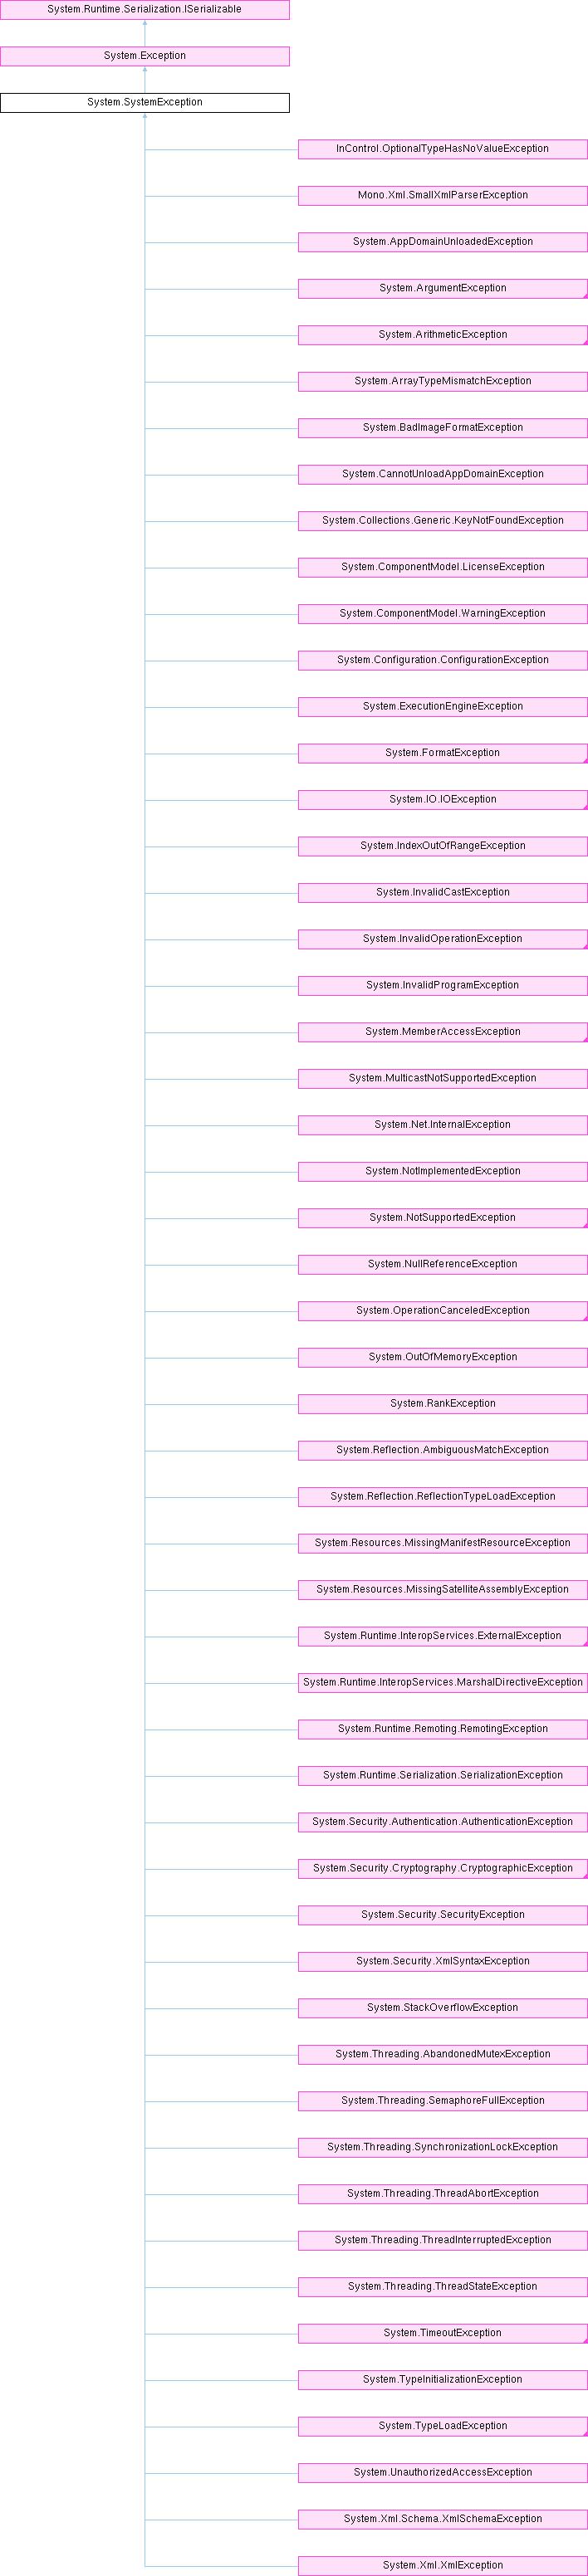 System.Runtime.Serialization.ISerializable
System.Exception
System.SystemException
InControl.OptionalTypeHasNoValueException
Mono.Xml.SmallXmlParserException
System.AppDomainUnloadedException
System.ArgumentException
System.ArithmeticException
System.ArrayTypeMismatchException
System.BadImageFormatException
System.CannotUnloadAppDomainException
System.Collections.Generic.KeyNotFoundException
System.ComponentModel.LicenseException
System.ComponentModel.WarningException
System.Configuration.ConfigurationException
System.ExecutionEngineException
System.FormatException
System.IO.IOException
System.IndexOutOfRangeException
System.InvalidCastException
System.InvalidOperationException
System.InvalidProgramException
System.MemberAccessException
System.MulticastNotSupportedException
System.Net.InternalException
System.NotImplementedException
System.NotSupportedException
System.NullReferenceException
System.OperationCanceledException
System.OutOfMemoryException
System.RankException
System.Reflection.AmbiguousMatchException
System.Reflection.ReflectionTypeLoadException
System.Resources.MissingManifestResourceException
System.Resources.MissingSatelliteAssemblyException
System.Runtime.InteropServices.ExternalException
System.Runtime.InteropServices.MarshalDirectiveException
System.Runtime.Remoting.RemotingException
System.Runtime.Serialization.SerializationException
System.Security.Authentication.AuthenticationException
System.Security.Cryptography.CryptographicException
System.Security.SecurityException
System.Security.XmlSyntaxException
System.StackOverflowException
System.Threading.AbandonedMutexException
System.Threading.SemaphoreFullException
System.Threading.SynchronizationLockException
System.Threading.ThreadAbortException
System.Threading.ThreadInterruptedException
System.Threading.ThreadStateException
System.TimeoutException
System.TypeInitializationException
System.TypeLoadException
System.UnauthorizedAccessException
System.Xml.Schema.XmlSchemaException
System.Xml.XmlException